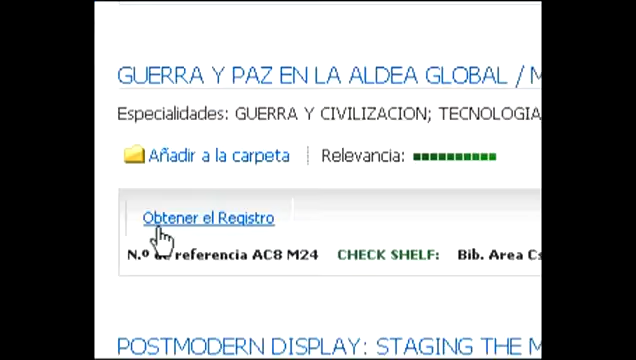 GUERRA Y PAZ EN LA ALDEA GLOBAL /
Especialidades: GUERRA Y CIVILIZACION; TECNOLOGIA
Añadir a la carpeta Relevancia:
Obtener el Registro
N.º de referencia AC8 M24 CHECK SHELF: Bib. Area
POSTMODERN DISPLAY: STAGING THE